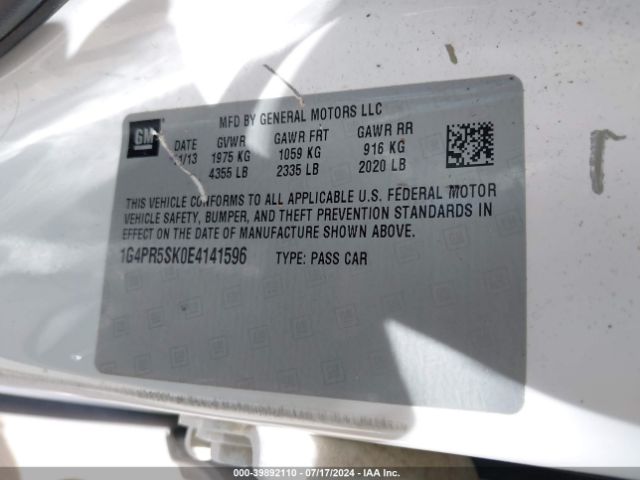 GM
MFD BY GENERAL MOTORS LLC
DATE GVWR GAWR FRT GAWR RR
1/13 1975 KG 1059 KG 916 KG
4355 LB 2335 LB 2020 LB
THIS VEHICLE CONFORMS TO ALL APPLICABLE U.S. FEDERAL MOTOR
VEHICLE SAFETY, BUMPER, AND THEFT PREVENTION STANDARDS IN
EFFECT ON THE DATE OF MANUFACTURE SHOWN ABOVE.
1G4PR5SK0E4141596 TYPE: PASS CAR
000-39892110 - 07/17/2024 - IAA Inc.